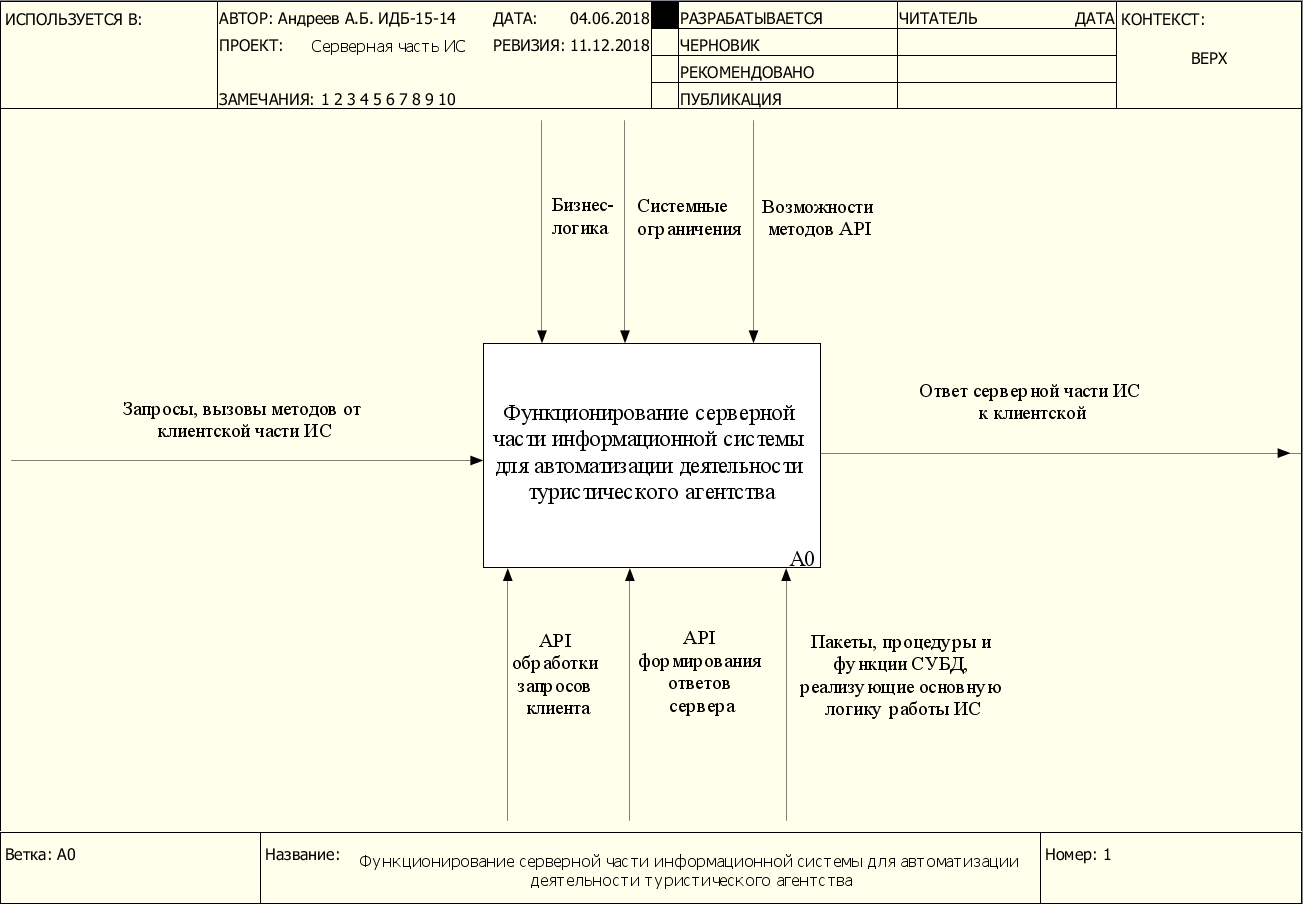 ИСПОЛЬЗУЕТСЯ В:
АВТОР: Андреев А.Б. ИДБ-15-14
ДАТА: 04.06.2018
ПРОЕКТ: Серверная часть ИС
РЕВИЗИЯ: 11.12.2018
ЗАМЕЧАНИЯ: 1 2 3 4 5 6 7 8 9 10
РАЗРАБАТЫВАЕТСЯ
ЧЕРНОВИК
РЕКОМЕНДОВАНО
ПУБЛИКАЦИЯ
ЧИТАТЕЛЬ
ДАТА
КОНТЕКСТ:
ВЕРХ
Бизнес-
логика
Системные
ограничения
Возможности
методов API
Запросы, вызовы методов от
клиентской части ИС
Функционирование серверной
части информационной системы
для автоматизации деятельности
туристического агентства
A0
Ответ серверной части ИС
к клиентской
API
обработки
запросов
клиента
API
формирования
ответов
сервера
Пакеты, процедуры и
функции СУБД,
реализующие основную
логику работы ИС
Ветка: A0
Название:
Функционирование серверной части информационной системы для автоматизации
деятельности туристического агентства
Номер: 1